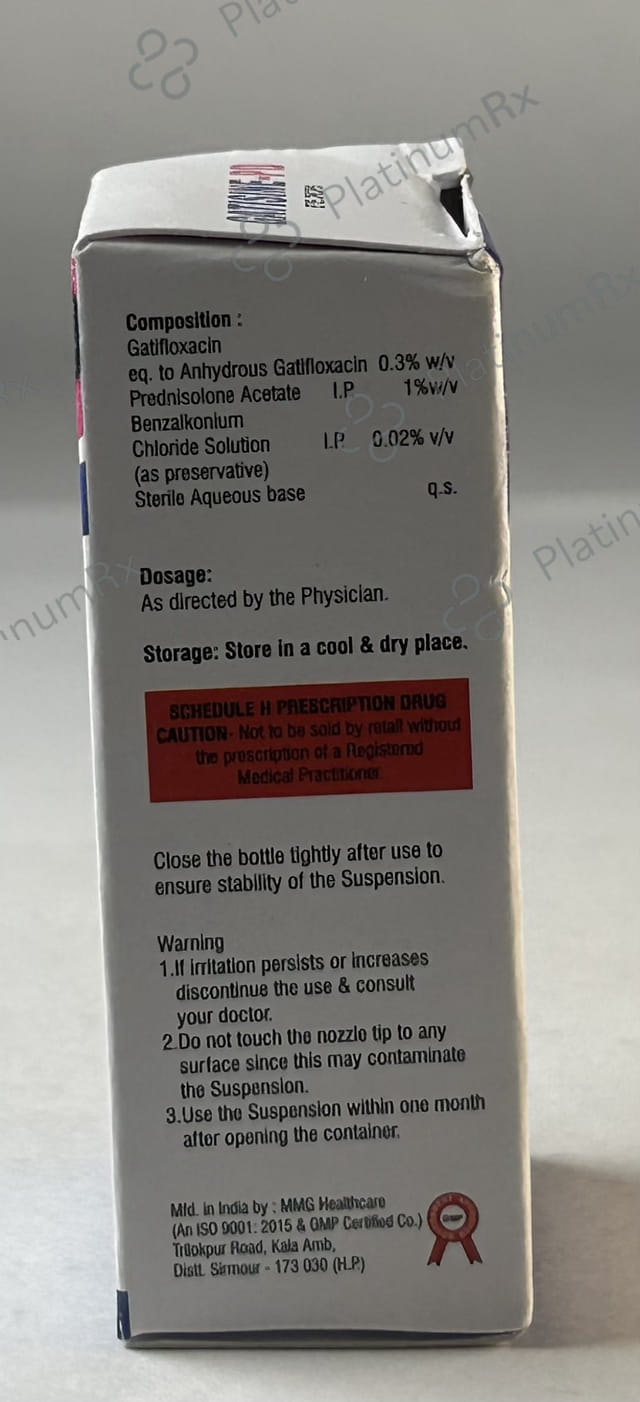 GATISINE-PD
PlatinumRx
Composition :
Gatifloxacin
eq. to Anhydrous Gatifloxacin 0.3% w/v
Prednisolone Acetate I.P 1%w/v
Benzalkonium
Chloride Solution I.P 0.02% v/v
(as preservative)
Sterile Aqueous base q.s.
Dosage:
As directed by the Physician.
Storage: Store in a cool & dry place.
SCHEDULE H PRESCRIPTION DRUG
CAUTION- Not to be sold by retail without
the prescription of a Registered
Medical Practitioner.
Close the bottle tightly after use to
ensure stability of the Suspension.
Warning
1.If irritation persists or increases
discontinue the use & consult
your doctor.
2.Do not touch the nozzle tip to any
surface since this may contaminate
the Suspension.
3.Use the Suspension within one month
after opening the container.
Mfd. in India by : MMG Healthcare
(An ISO 9001: 2015 & GMP Certified Co.)
Trilokpur Road, Kala Amb,
Distt. Sirmour - 173 030 (H.P.)
GMP